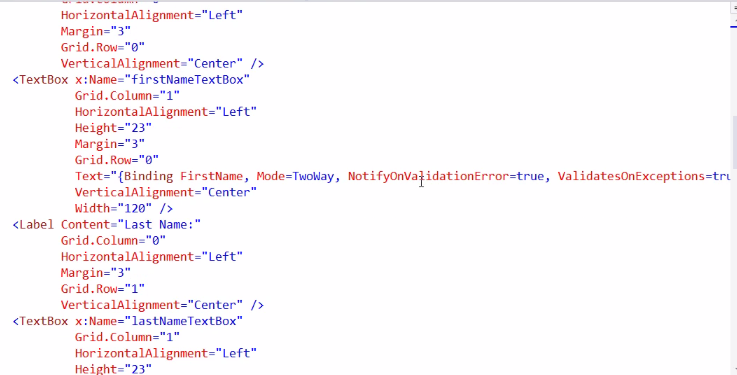 HorizontalAlignment="Left"
Margin="3"
Grid.Row="0"
VerticalAlignment="Center" />
<TextBox x:Name="firstNameTextBox"
Grid.Column="1"
HorizontalAlignment="Left"
Height="23"
Margin="3"
Grid.Row="0"
Text="{Binding FirstName, Mode=TwoWay, NotifyOnValidationError=true, ValidatesOnExceptions=tru
VerticalAlignment="Center"
Width="120" />
<Label Content="Last Name:"
Grid.Column="0"
HorizontalAlignment="Left"
Margin="3"
Grid.Row="1"
VerticalAlignment="Center" />
<TextBox x:Name="lastNameTextBox"
Grid.Column="1"
HorizontalAlignment="Left"
Height="23"